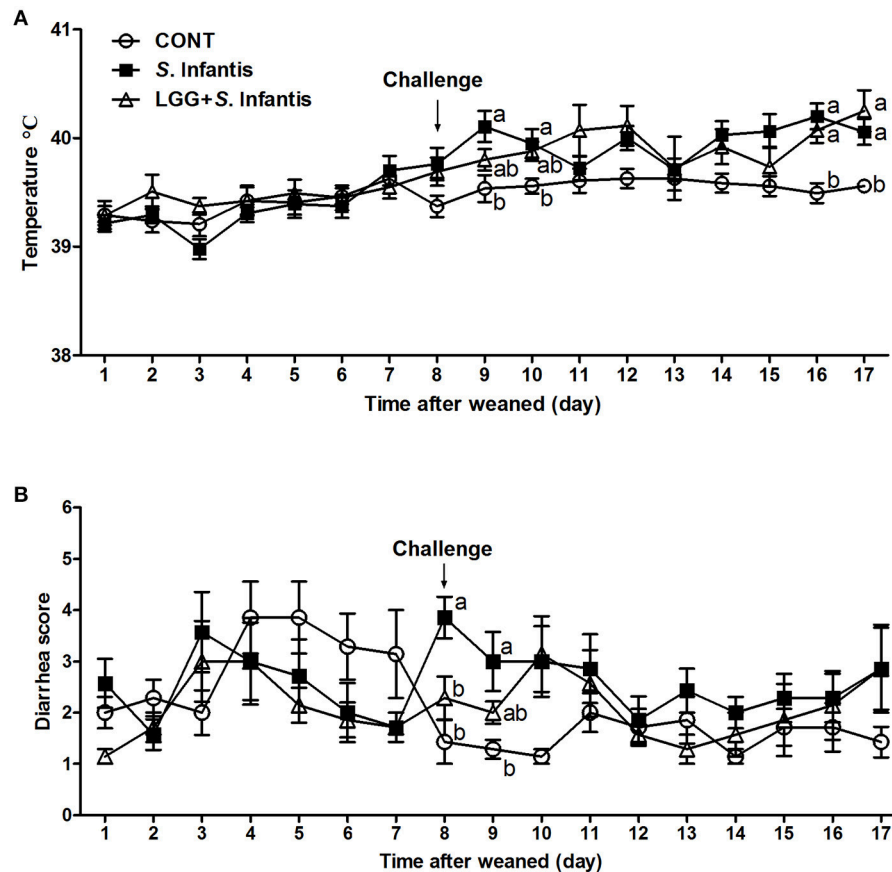 A
41
40
39
38
Temperature °C
CONT
S. Infantis
LGG+S. Infantis
Challenge
a a a a
a
ab ab
b b b b
1 2 3 4 5 6 7 8 9 10 11 12 13 14 15 16 17
Time after weaned (day)
B
6
5
4
3
2
1
0
Diarrhea score
Challenge
a
a
b
ab
b
b
1 2 3 4 5 6 7 8 9 10 11 12 13 14 15 16 17
Time after weaned (day)